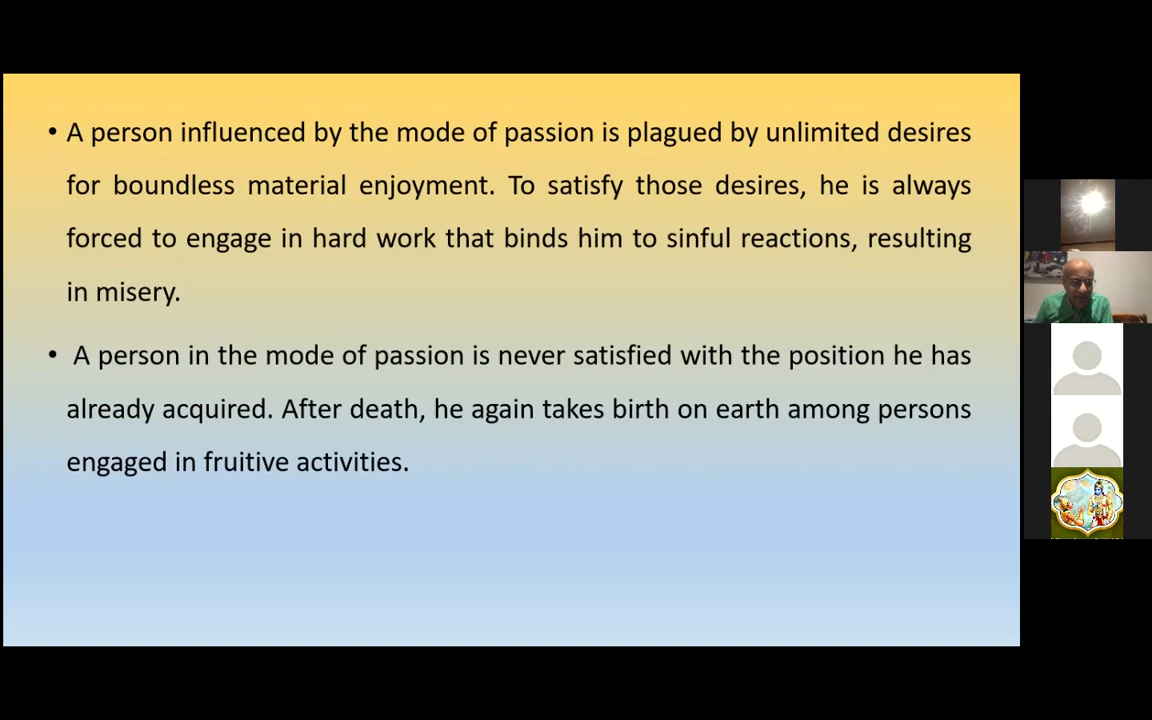 • A person influenced by the mode of passion is plagued by unlimited desires
for boundless material enjoyment. To satisfy those desires, he is always
forced to engage in hard work that binds him to sinful reactions, resulting
in misery.
• A person in the mode of passion is never satisfied with the position he has
already acquired. After death, he again takes birth on earth among persons
engaged in fruitive activities.